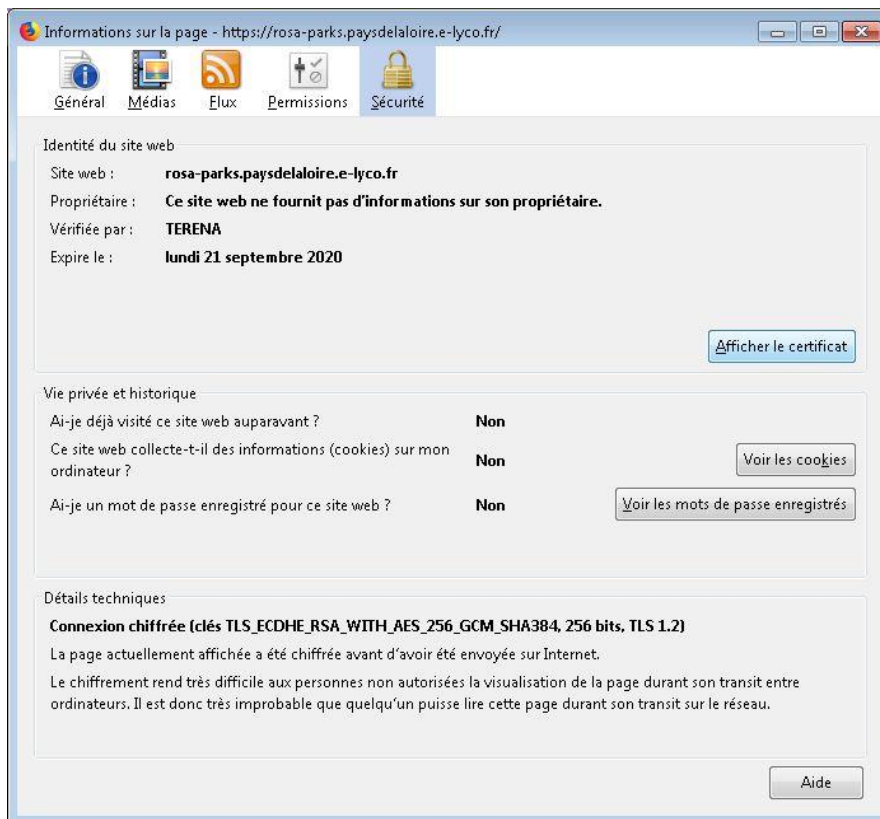 Informations sur la page - https://rosa-parks.paysdelaloire.e-lyco.fr/
Général Médias Flux Permissions Sécurité
Identité du site web
Site web : rosa-parks.paysdelaloire.e-lyco.fr
Propriétaire : Ce site web ne fournit pas d'informations sur son propriétaire.
Vérifiée par : TERENA
Expire le : lundi 21 septembre 2020
Afficher le certificat
Vie privée et historique
Ai-je déjà visité ce site web auparavant ? Non
Ce site web collecte-t-il des informations (cookies) sur mon
ordinateur ? Non Voir les cookies
Ai-je un mot de passe enregistré pour ce site web ? Non Voir les mots de passe enregistrés
Détails techniques
Connexion chiffrée (clés TLS_ECDHE_RSA_WITH_AES_256_GCM_SHA384, 256 bits, TLS 1.2)
La page actuellement affichée a été chiffrée avant d'avoir été envoyée sur Internet.
Le chiffrement rend très difficile aux personnes non autorisées la visualisation de la page durant son transit entre
ordinateurs. Il est donc très improbable que quelqu'un puisse lire cette page durant son transit sur le réseau.
Aide